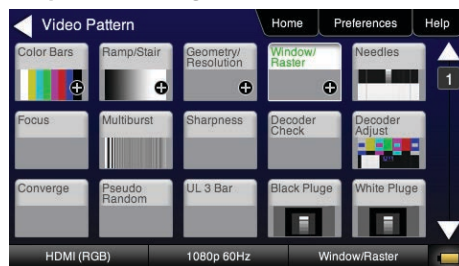 Video Pattern Home Preferences Help
Color Bars Ramp/Stair Geometry/ Window/ Needles
Resolution Raster
1
Focus Multiburst Sharpness Decoder Decoder
Check Adjust
Converge Pseudo UL 3 Bar Black Pluge White Pluge
Random
HDMI (RGB) 1080p 60Hz Window/Raster